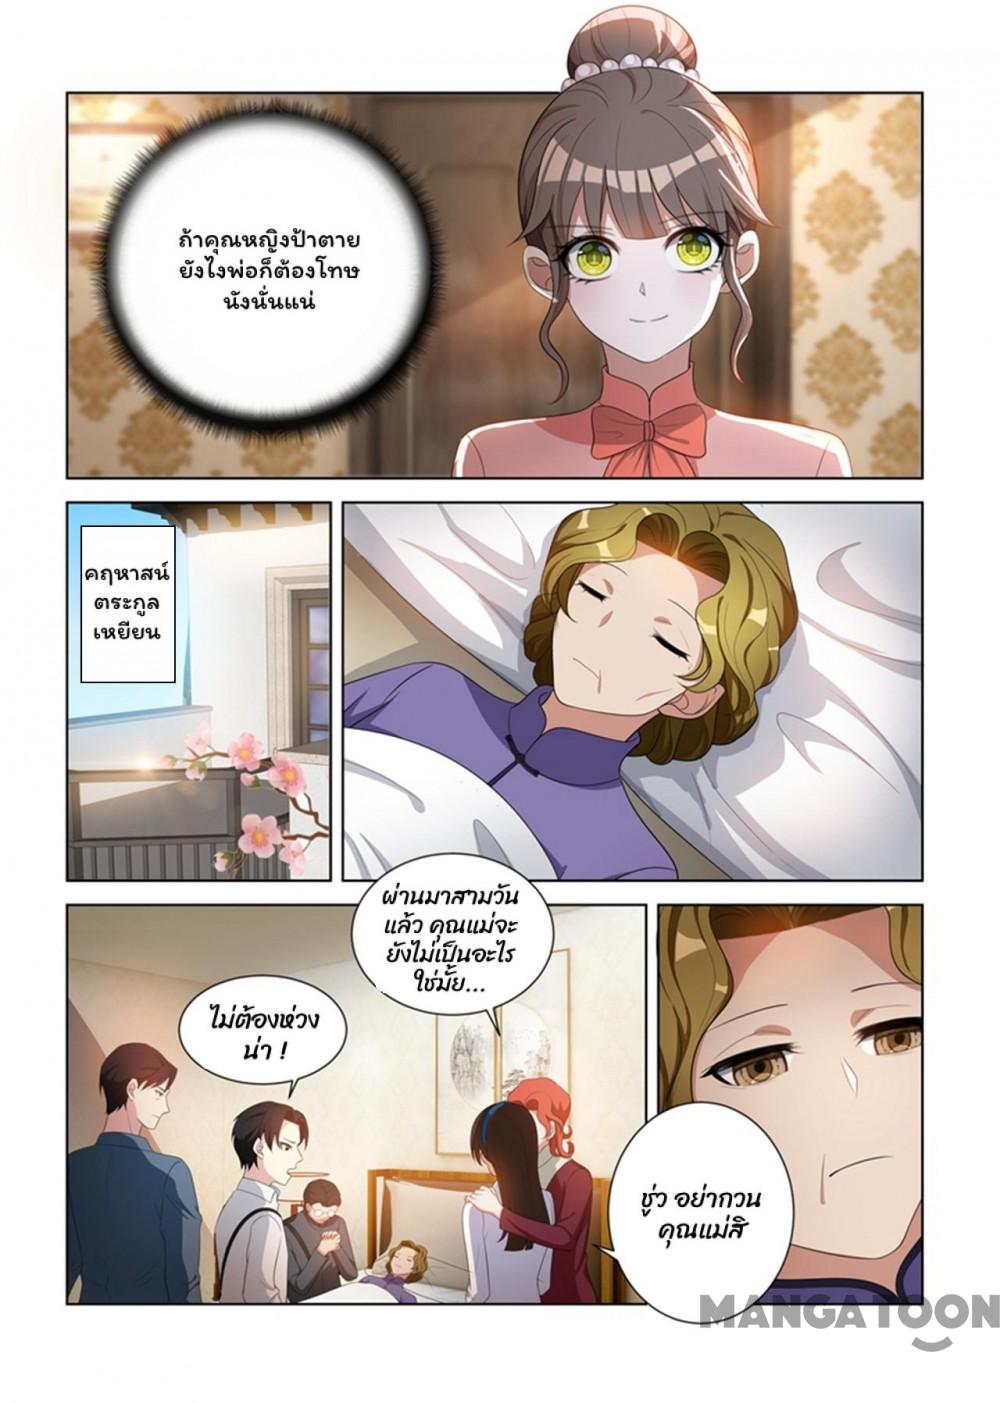 ถ้าคุณหญิงป้าตาย
ยังไงพ่อก็ต้องโทษ
นังนั่นแน่
คฤหาสน์
ตระกูล
เหยียน
ผ่านมาสามวัน
แล้ว คุณแม่จะ
ยังไม่เป็นอะไร
ใช่มั้ย...
ไม่ต้องห่วง
น่า !
ชู่ว อย่ากวน
คุณแม่สิ
MANGATOON